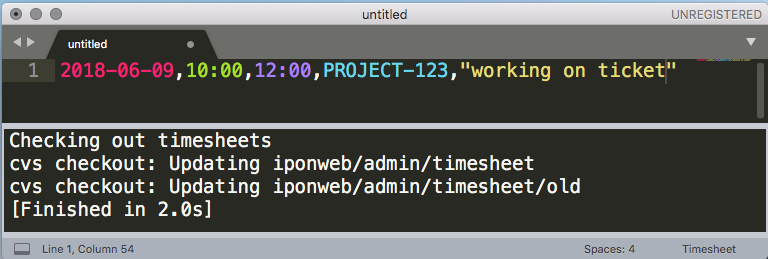 untitled
UNREGISTERED
untitled
1 2018-06-09,10:00,12:00,PROJECT-123,"working on ticket"
Checking out timesheets
cvs checkout: Updating iponweb/admin/timesheet
cvs checkout: Updating iponweb/admin/timesheet/old
[Finished in 2.0s]
Line 1, Column 54
Spaces: 4
Timesheet